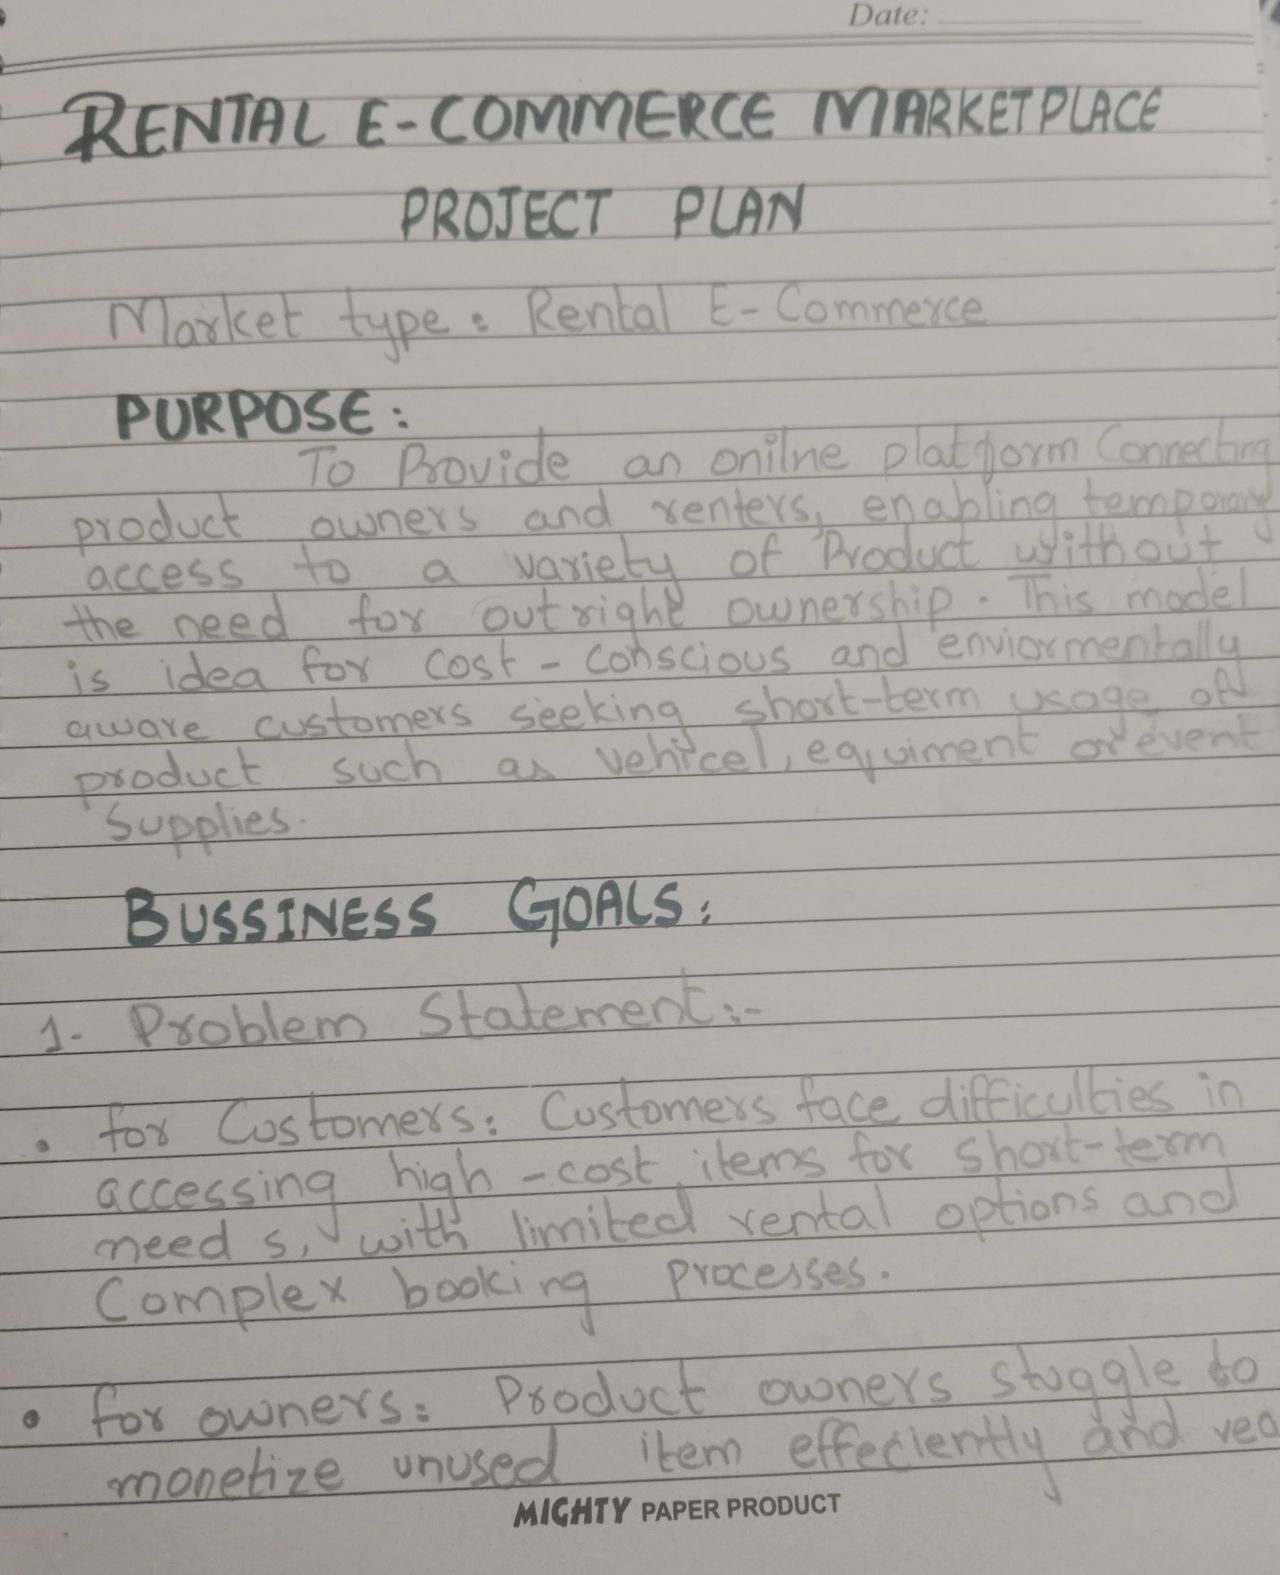 Date:
RENTAL E-COMMERCE MARKETPLACE
PROJECT PLAN
Market type: Rental E-Commerce
PURPOSE:
To Provide an onilne platform Connecting
product owners and renters, enabling temporary
access to a variety of Product without
the need for outright ownership. This model
is idea for cost-conscious and enviormentally
aware customers seeking short-term usage of
product such as vehicel, equiment or event
Supplies.
BUSSINESS GOALS:
1- Problem Statement:-
• for Costomers: Customers face difficulties in
accessing high-cost items for short-term
need s, with limited rental options and
Complex booking processes.
• for owners: Product owners stuggle to
monetize unused item effeciently and rea
MIGHTY PAPER PRODUCT